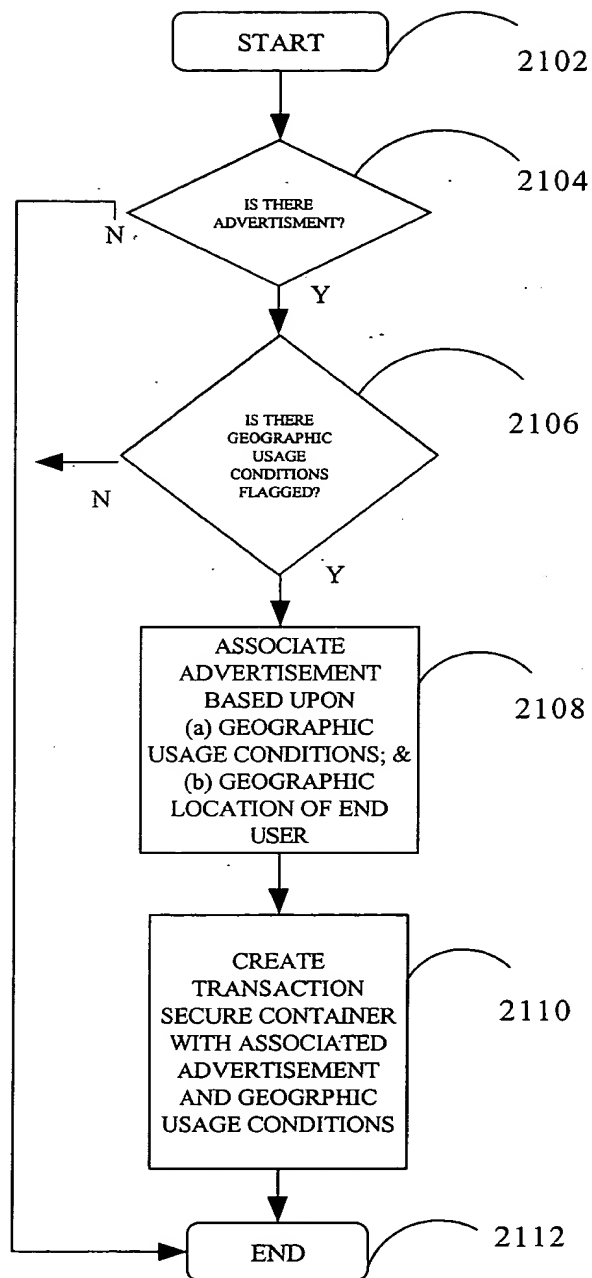 START
2102
IS THERE
ADVERTISMENT?
2104
N
Y
IS THERE
GEOGRAPHIC
USAGE
CONDITIONS
FLAGGED?
2106
N
Y
ASSOCIATE
ADVERTISEMENT
BASED UPON
(a) GEOGRAPHIC
USAGE CONDITIONS; &
(b) GEOGRAPHIC
LOCATION OF END
USER
2108
CREATE
TRANSACTION
SECURE CONTAINER
WITH ASSOCIATED
ADVERTISEMENT
AND GEOGRPHIC
USAGE CONDITIONS
2110
END
2112